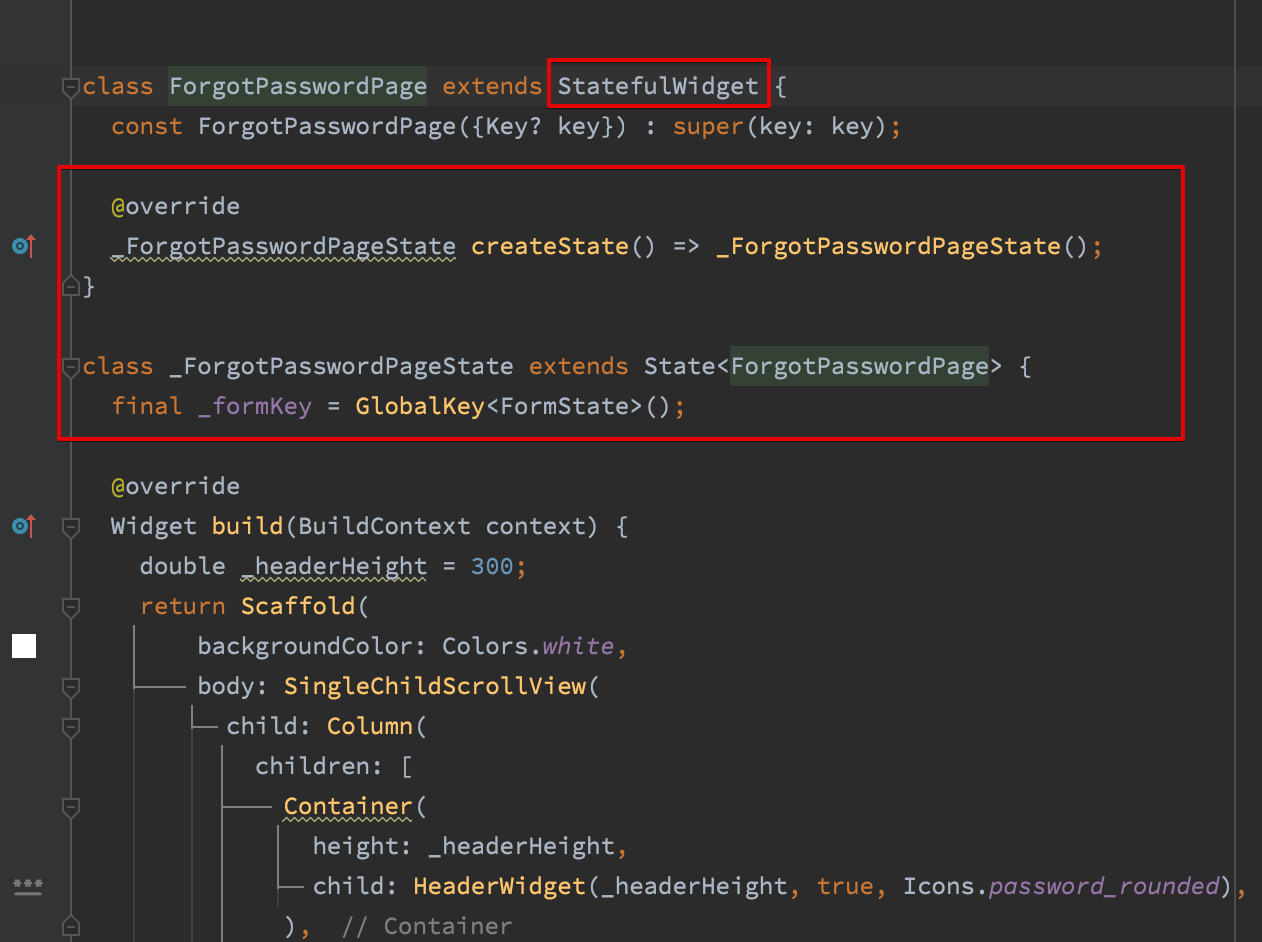 class ForgotPasswordPage extends StatefulWidget {
const ForgotPasswordPage({Key? key}) : super(key: key);
@override
_ForgotPasswordPageState createState() => _ForgotPasswordPageState();
}
class _ForgotPasswordPageState extends State<ForgotPasswordPage> {
final _formKey = GlobalKey<FormState>();
@override
Widget build(BuildContext context) {
double _headerHeight = 300;
return Scaffold(
backgroundColor: Colors.white,
body: SingleChildScrollView(
child: Column(
children: [
Container(
height: _headerHeight,
child: HeaderWidget(_headerHeight, true, Icons.password_rounded),
), // Container